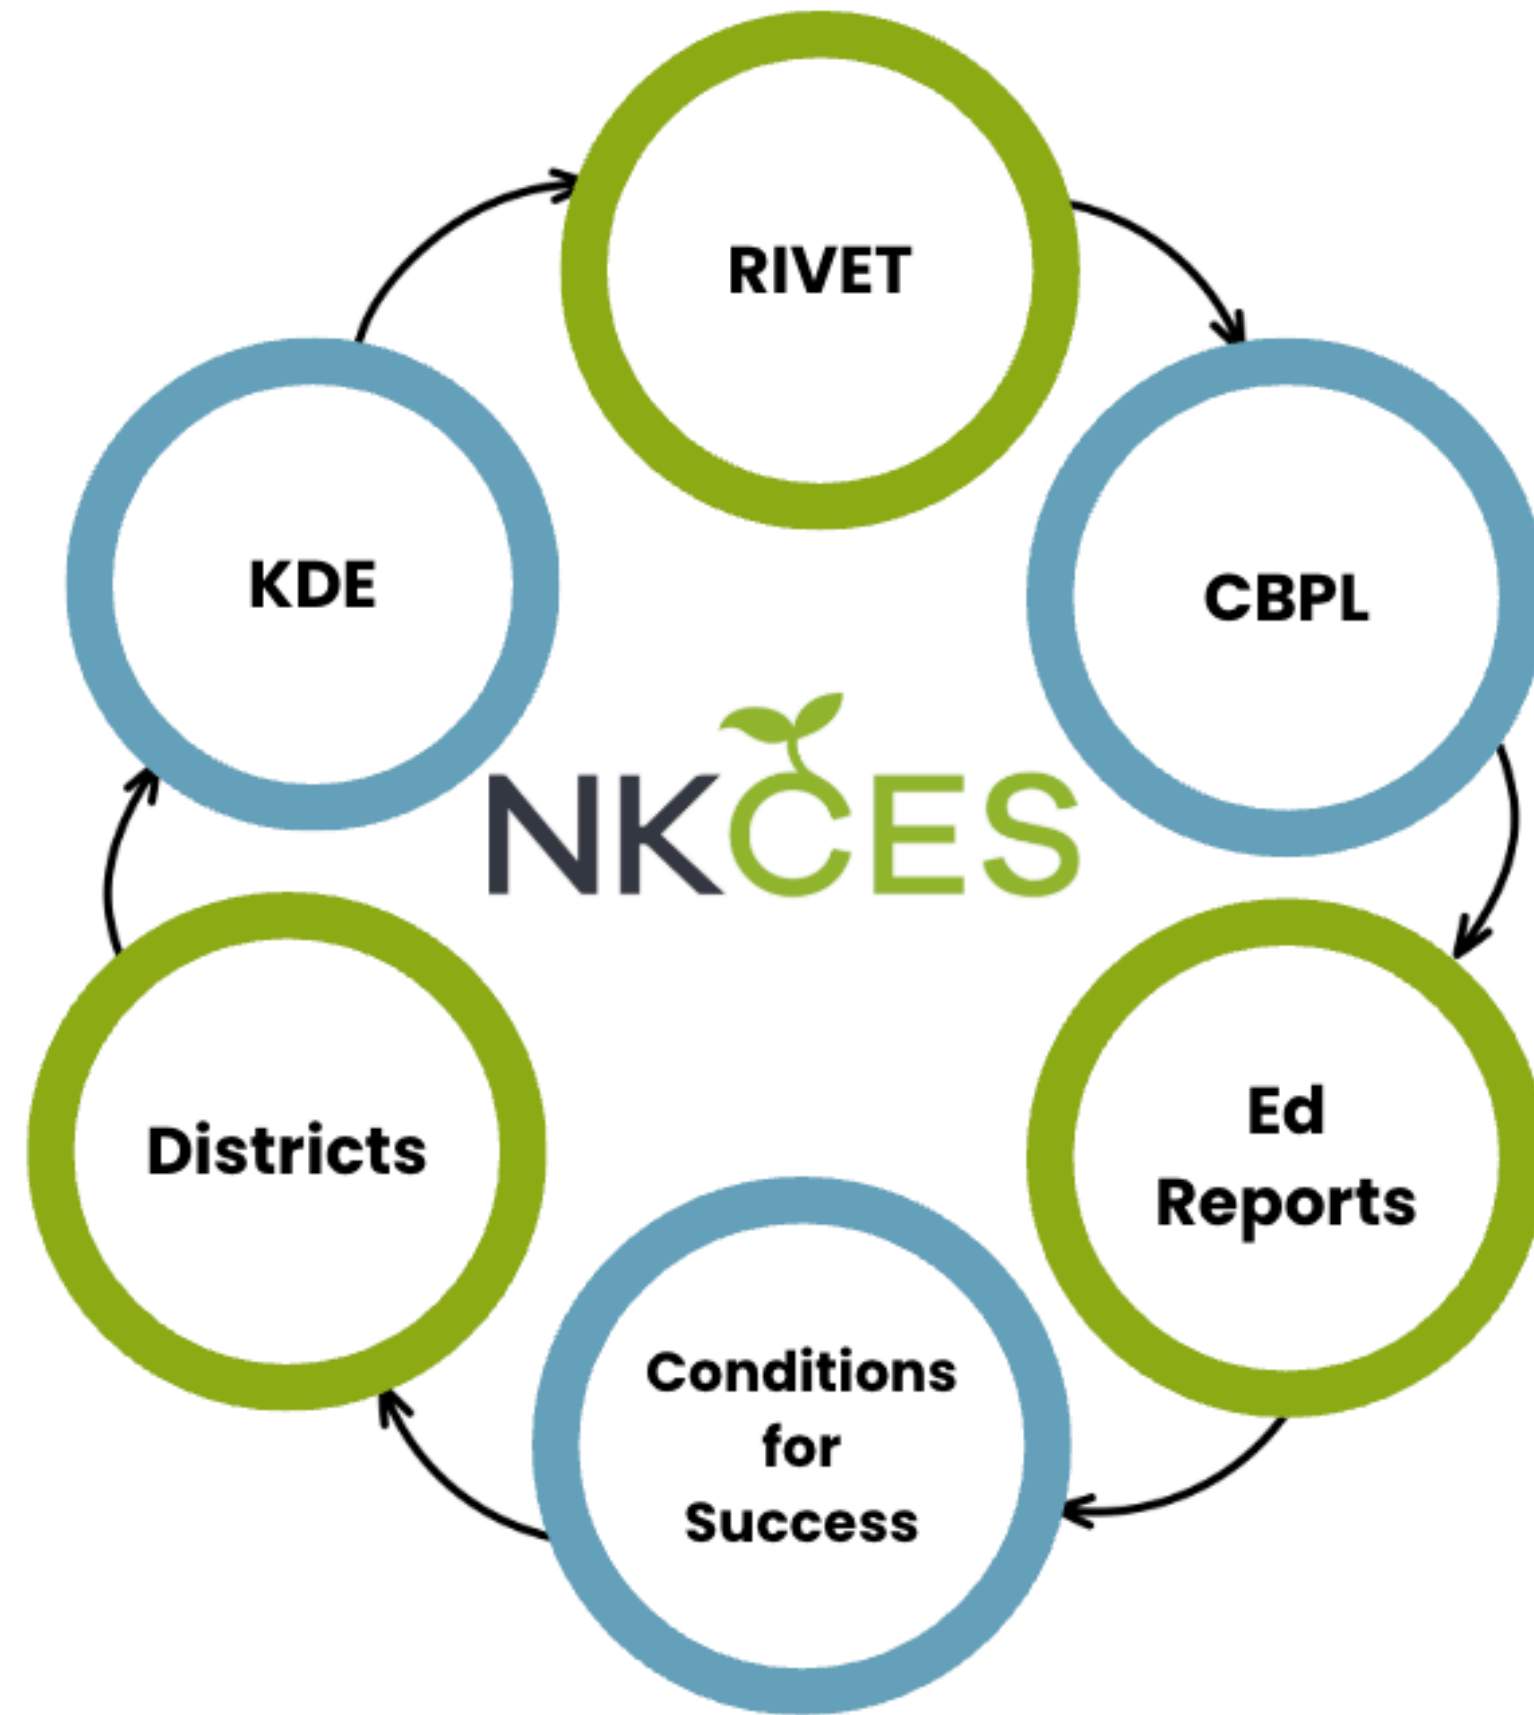 RIVET
KDE
CBPL
NKCES
Districts
Ed
Reports
Conditions
for
Success